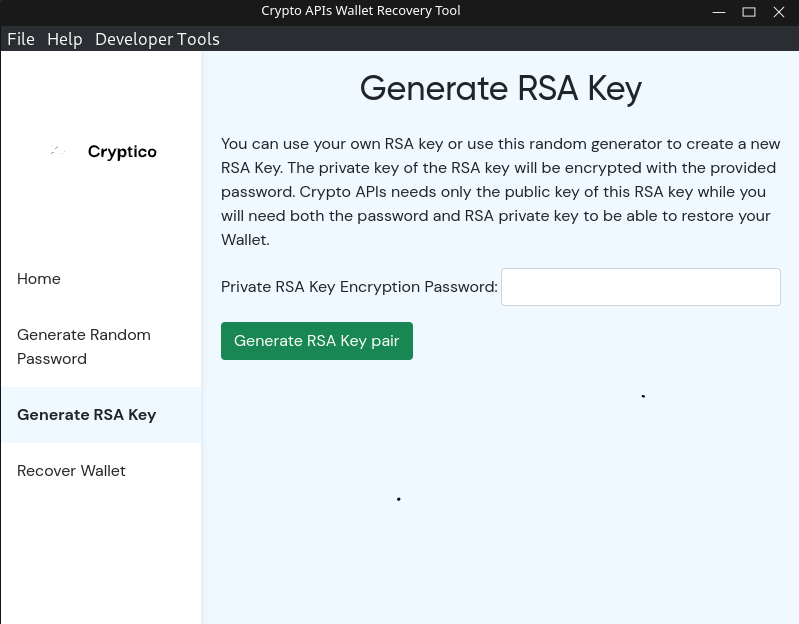 Crypto APIs Wallet Recovery Tool
File Help Developer Tools
Cryptico
Home
Generate Random
Password
Generate RSA Key
Recover Wallet
Generate RSA Key
You can use your own RSA key or use this random generator to create a new
RSA Key. The private key of the RSA key will be encrypted with the provided
password. Crypto APIs needs only the public key of this RSA key while you
will need both the password and RSA private key to be able to restore your
Wallet.
Private RSA Key Encryption Password:
Generate RSA Key pair